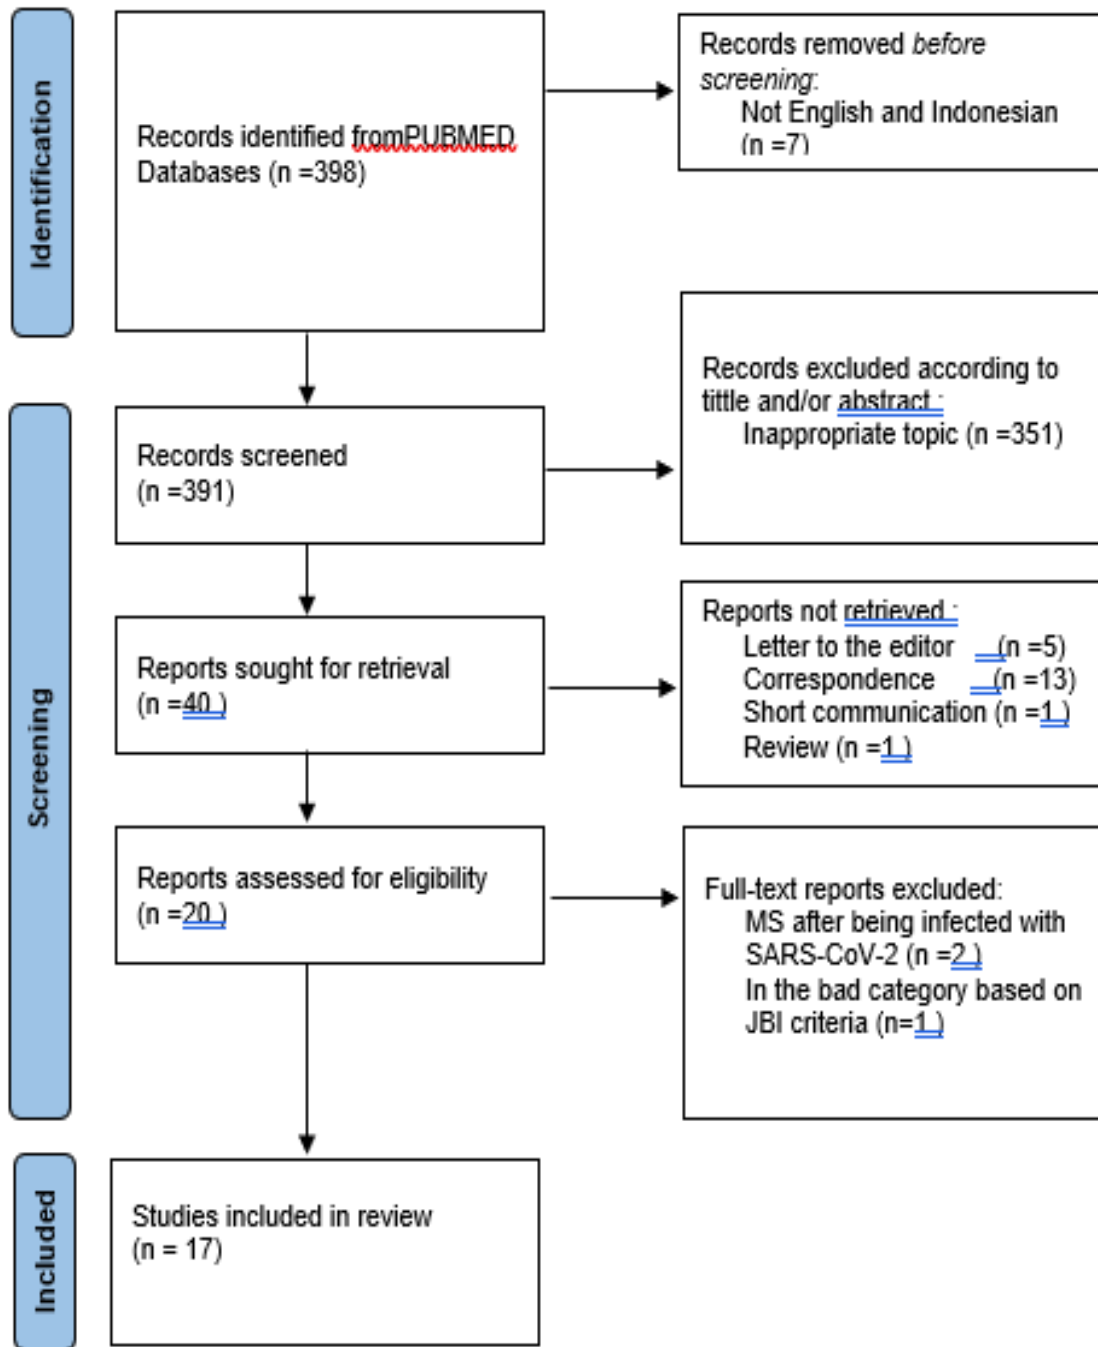 Identification
Records identified fromPUBMED
Databases (n =398)
Records removed before
screening:
Not English and Indonesian
(n =7)
Screening
Records screened
(n =391)
Records excluded according to
tittle and/or abstract :
Inappropriate topic (n =351)
Reports sought for retrieval
(n =40 )
Reports not retrieved :
Letter to the editor (n =5)
Correspondence (n =13)
Short communication (n =1 )
Review (n =1 )
Reports assessed for eligibility
(n =20 )
Full-text reports excluded:
MS after being infected with
SARS-CoV-2 (n =2 )
In the bad category based on
JBI criteria (n=1 )
Included
Studies included in review
(n = 17)